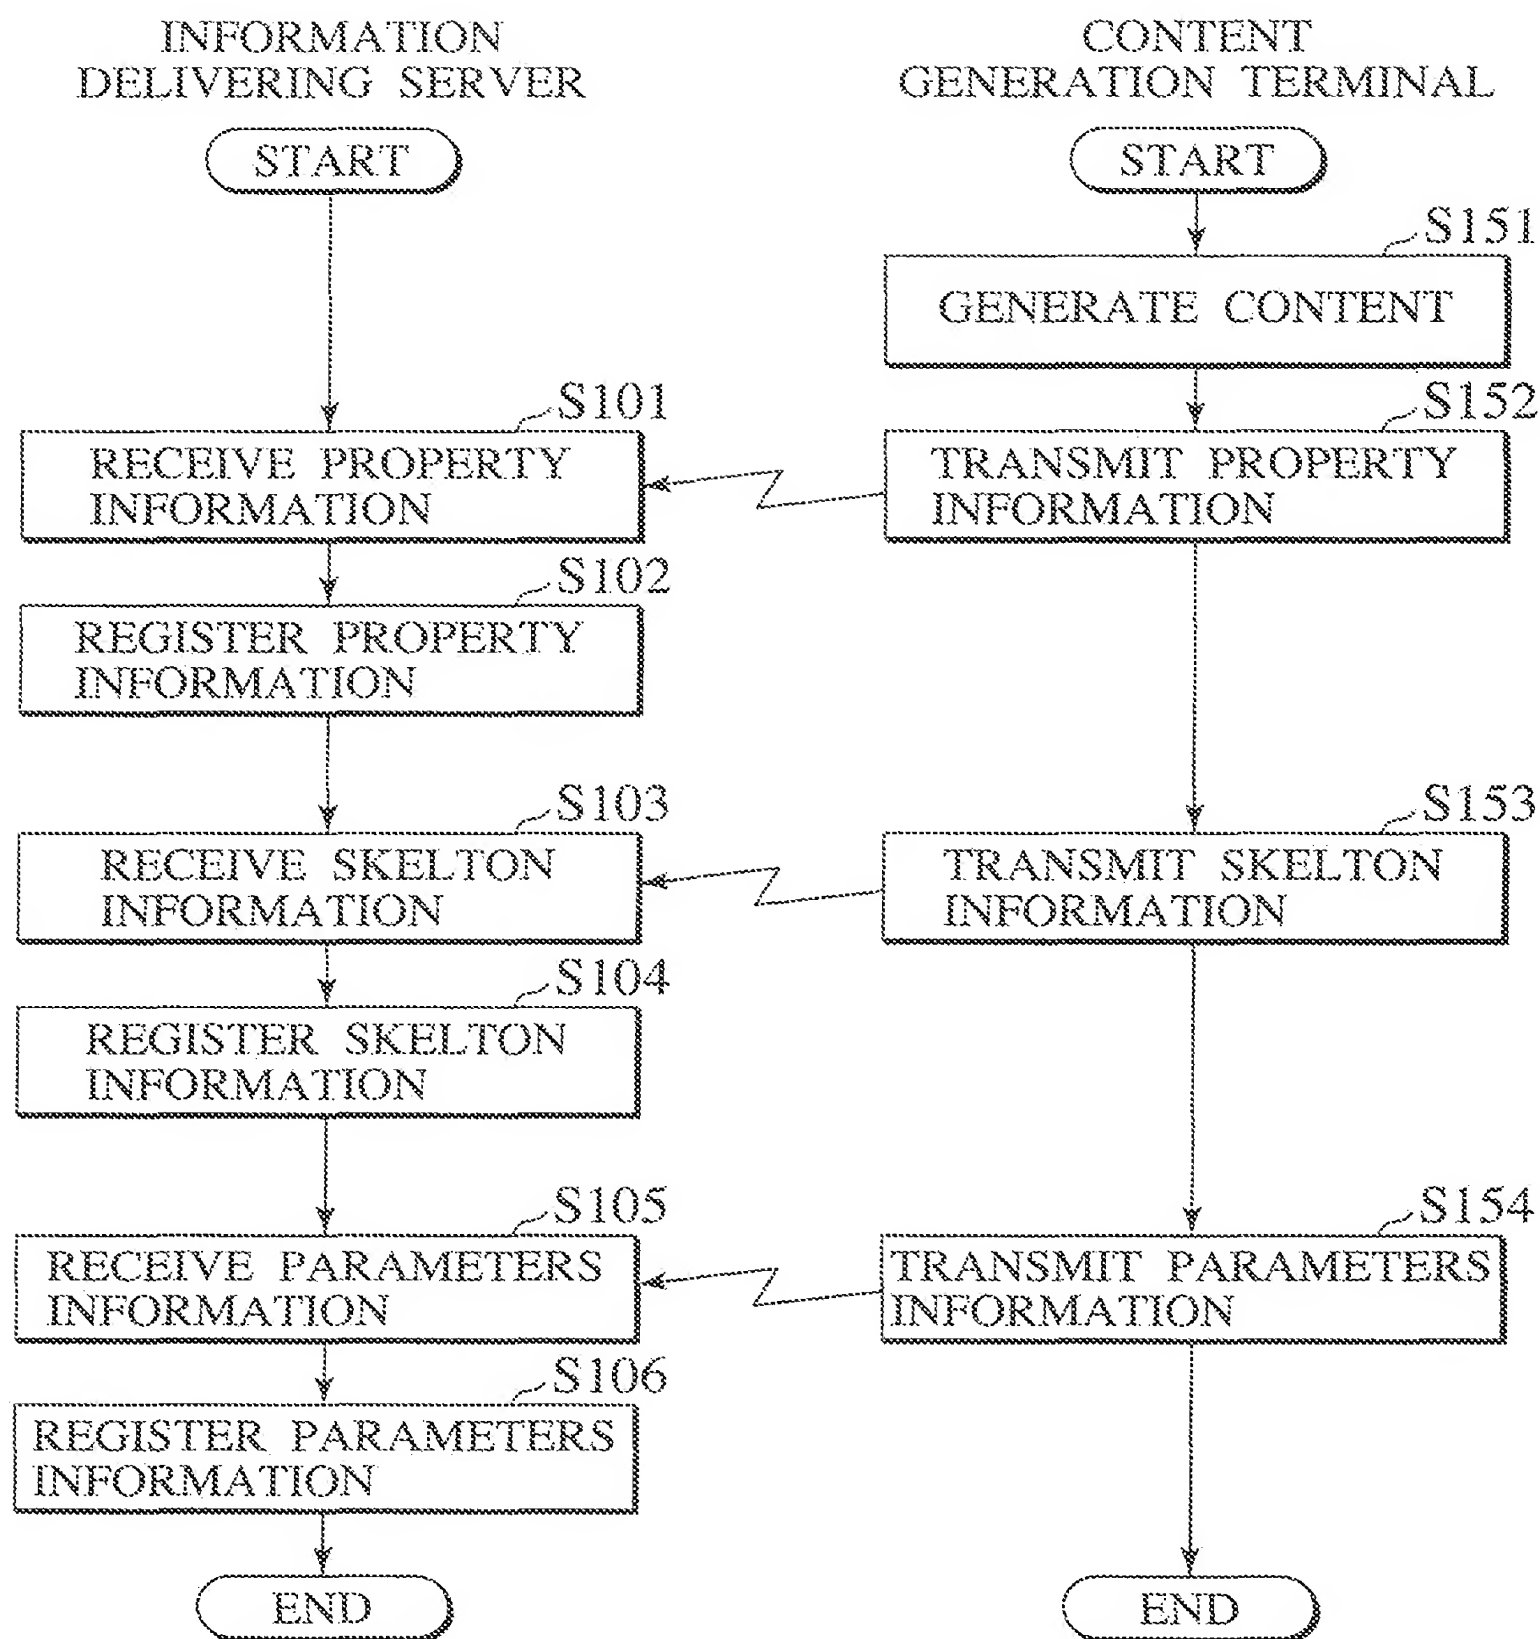 INFORMATION
DELIVERING SERVER
START
S101
RECEIVE PROPERTY
INFORMATION
S102
REGISTER PROPERTY
INFORMATION
S103
RECEIVE SKELTON
INFORMATION
S104
REGISTER SKELTON
INFORMATION
S105
RECEIVE PARAMETERS
INFORMATION
S106
REGISTER PARAMETERS
INFORMATION
END
CONTENT
GENERATION TERMINAL
START
S151
GENERATE CONTENT
S152
TRANSMIT PROPERTY
INFORMATION
S153
TRANSMIT SKELTON
INFORMATION
S154
TRANSMIT PARAMETERS
INFORMATION
END